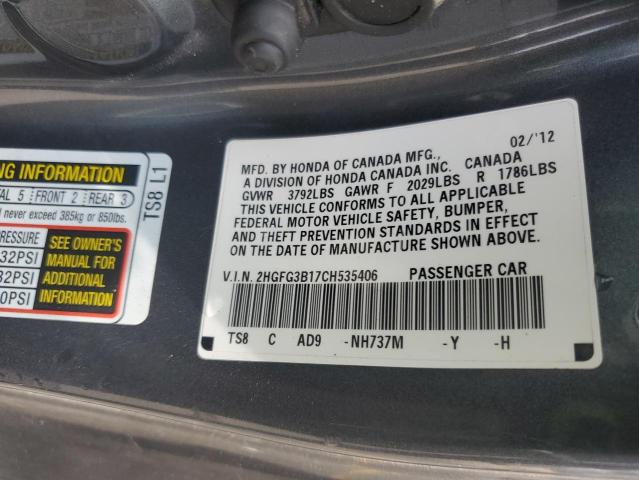 NG INFORMATION
TAL 5 FRONT 2 REAR 3
d never exceed 385kg or 850lbs.
PRESSURE
32PSI
32PSI
0PSI
SEE OWNER'S
MANUAL FOR
ADDITIONAL
INFORMATION
TS8 L1
02/'12
MFD. BY HONDA OF CANADA MFG.,
A DIVISION OF HONDA CANADA INC. CANADA
GVWR 3792LBS GAWR F 2029LBS R 1786LBS
THIS VEHICLE CONFORMS TO ALL APPLICABLE
FEDERAL MOTOR VEHICLE SAFETY, BUMPER,
AND THEFT PREVENTION STANDARDS IN EFFECT
ON THE DATE OF MANUFACTURE SHOWN ABOVE.
V.I.N. 2HGFG3B17CH535406 PASSENGER CAR
TS8 C AD9 -NH737M -Y -H